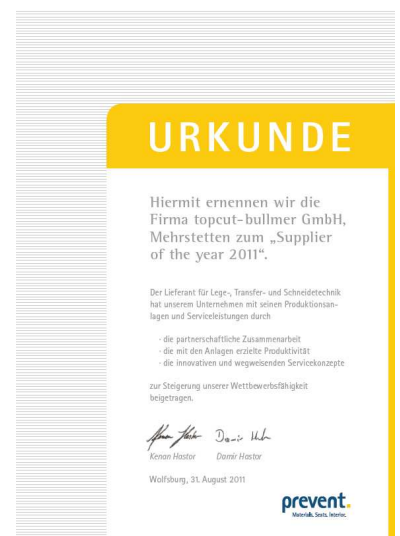 URKUNDE
Hiermit ernennen wir die
Firma topcut-bullmer GmbH,
Mehrstetten zum „Supplier
of the year 2011“.
Der Lieferant für Lege-, Transfer- und Schneidetechnik
hat unserem Unternehmen mit seinen Produktionsan-
lagen und Serviceleistungen durch
- die partnerschaftliche Zusammenarbeit
- die mit den Anlagen erzielte Produktivität
- die innovativen und wegweisenden Servicekonzepte
zur Steigerung unserer Wettbewerbsfähigkeit
beigetragen.
Kenan Hastor Damir Hastor
Wolfsburg, 31. August 2011
prevent.
Materials. Seats. Interior.